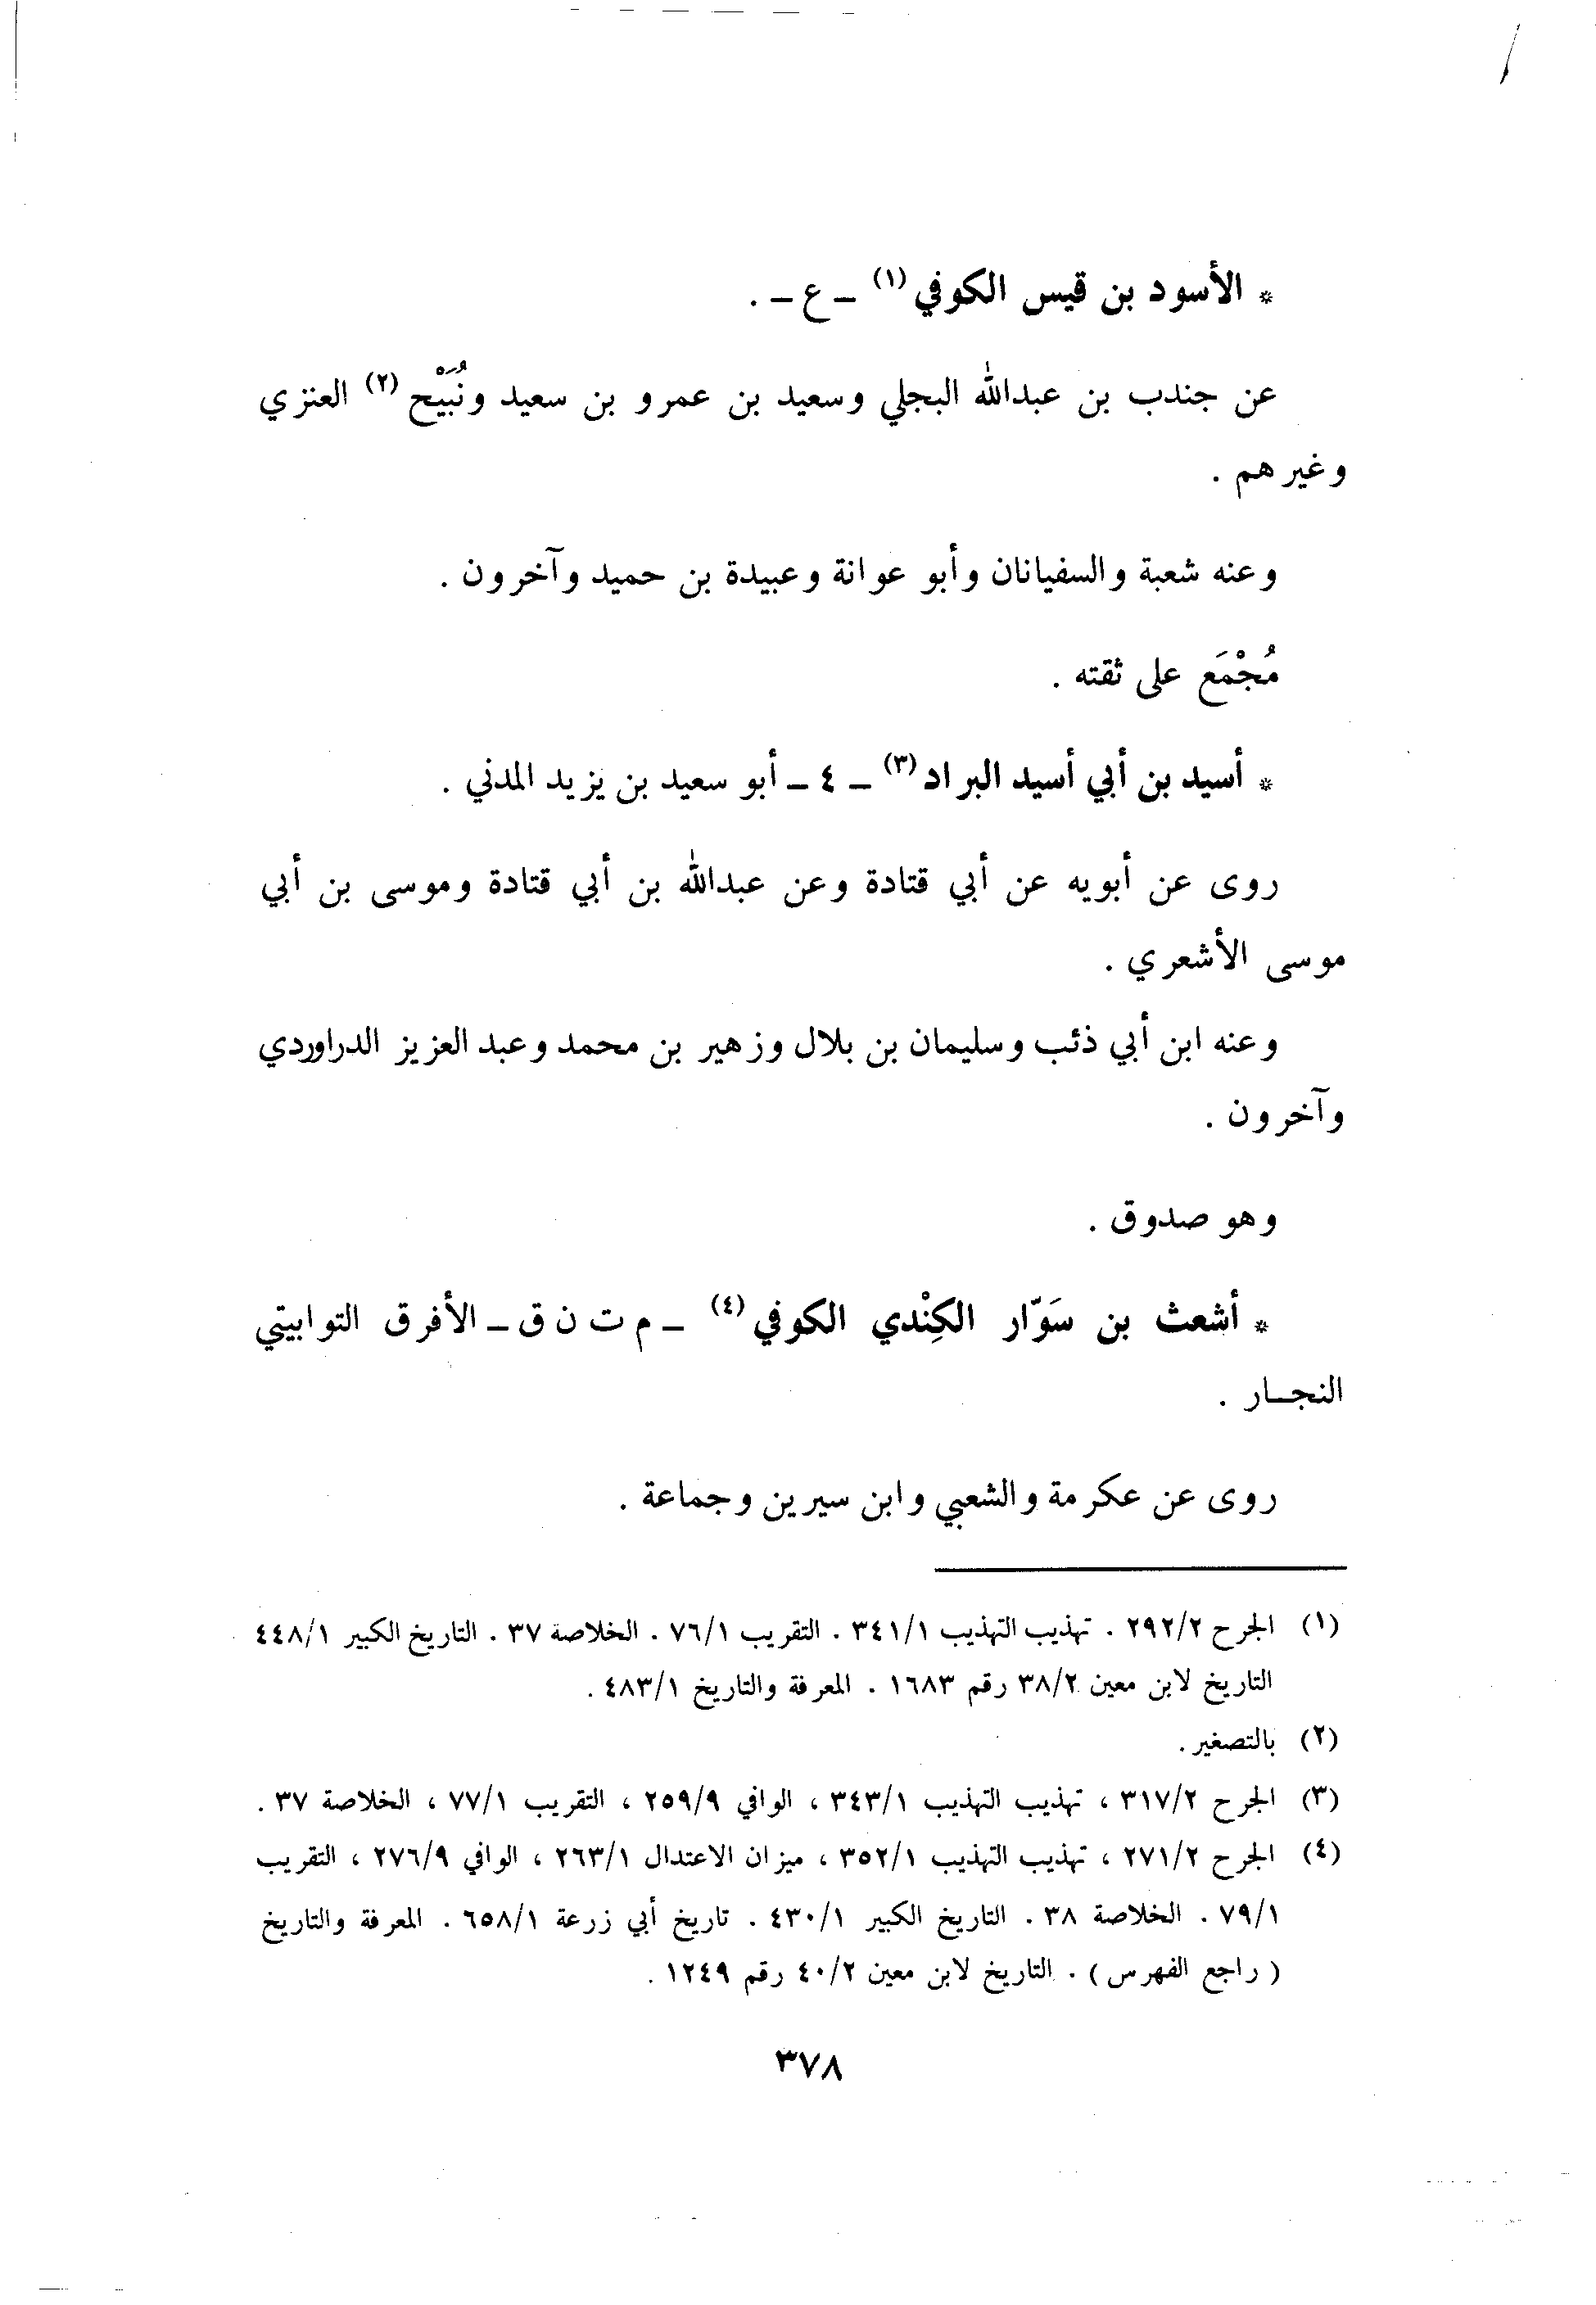 * الأسود بن قيس الكوفي (١) ـ ع ـ .
عن جندب بن عبدالله البجلي وسعيد بن عمرو بن سعيد ونُبَيْح (٢) العنزي
وغيرهم .
وعنه شعبة والسفيانان وأبو عوانة وعبيدة بن حميد وآخرون .
مُجْمَع على ثقته .
* أسيد بن أبي أسيد البراد (٣) ـ ٤ ـ أبو سعيد بن يزيد المدني .
روى عن أبويه عن أبي قتادة وعن عبدالله بن أبي قتادة وموسى بن أبي
موسى الأشعري .
وعنه ابن أبي ذئب وسليمان بن بلال وزهير بن محمد وعبد العزيز الدراوردي
وآخرون .
وهو صدوق .
* أشعث بن سَوّار الكِنْدي الكوفي (٤) ـ م ت ن ق ـ الأفرق التوابيتي
النجـار .
روى عن عكرمة والشعبي وابن سيرين وجماعة .
(١) الجرح ٢٩٢/٢ . تهذيب التهذيب ٣٤١/١ . التقريب ٧٦/١ . الخلاصة ٣٧ . التاريخ الكبير ٤٤٨/١
التاريخ لابن معين ٣٨/٢ رقم ١٦٨٣ . المعرفة والتاريخ ٤٨٣/١ .
(٢) بالتصغير .
(٣) الجرح ٣١٧/٢ ، تهذيب التهذيب ٣٤٣/١ ، الوافي ٢٥٩/٩ ، التقريب ٧٧/١ ، الخلاصة ٣٧ .
(٤) الجرح ٢٧١/٢ ، تهذيب التهذيب ٣٥٢/١ ، ميزان الاعتدال ٢٦٣/١ ، الوافي ٢٧٦/٩ ، التقريب
٧٩/١ . الخلاصة ٣٨ . التاريخ الكبير ٤٣٠/١ . تاريخ أبي زرعة ٦٥٨/١ . المعرفة والتاريخ
( راجع الفهرس ) . التاريخ لابن معين ٤٠/٢ رقم ١٢٤٩ .
٣٧٨